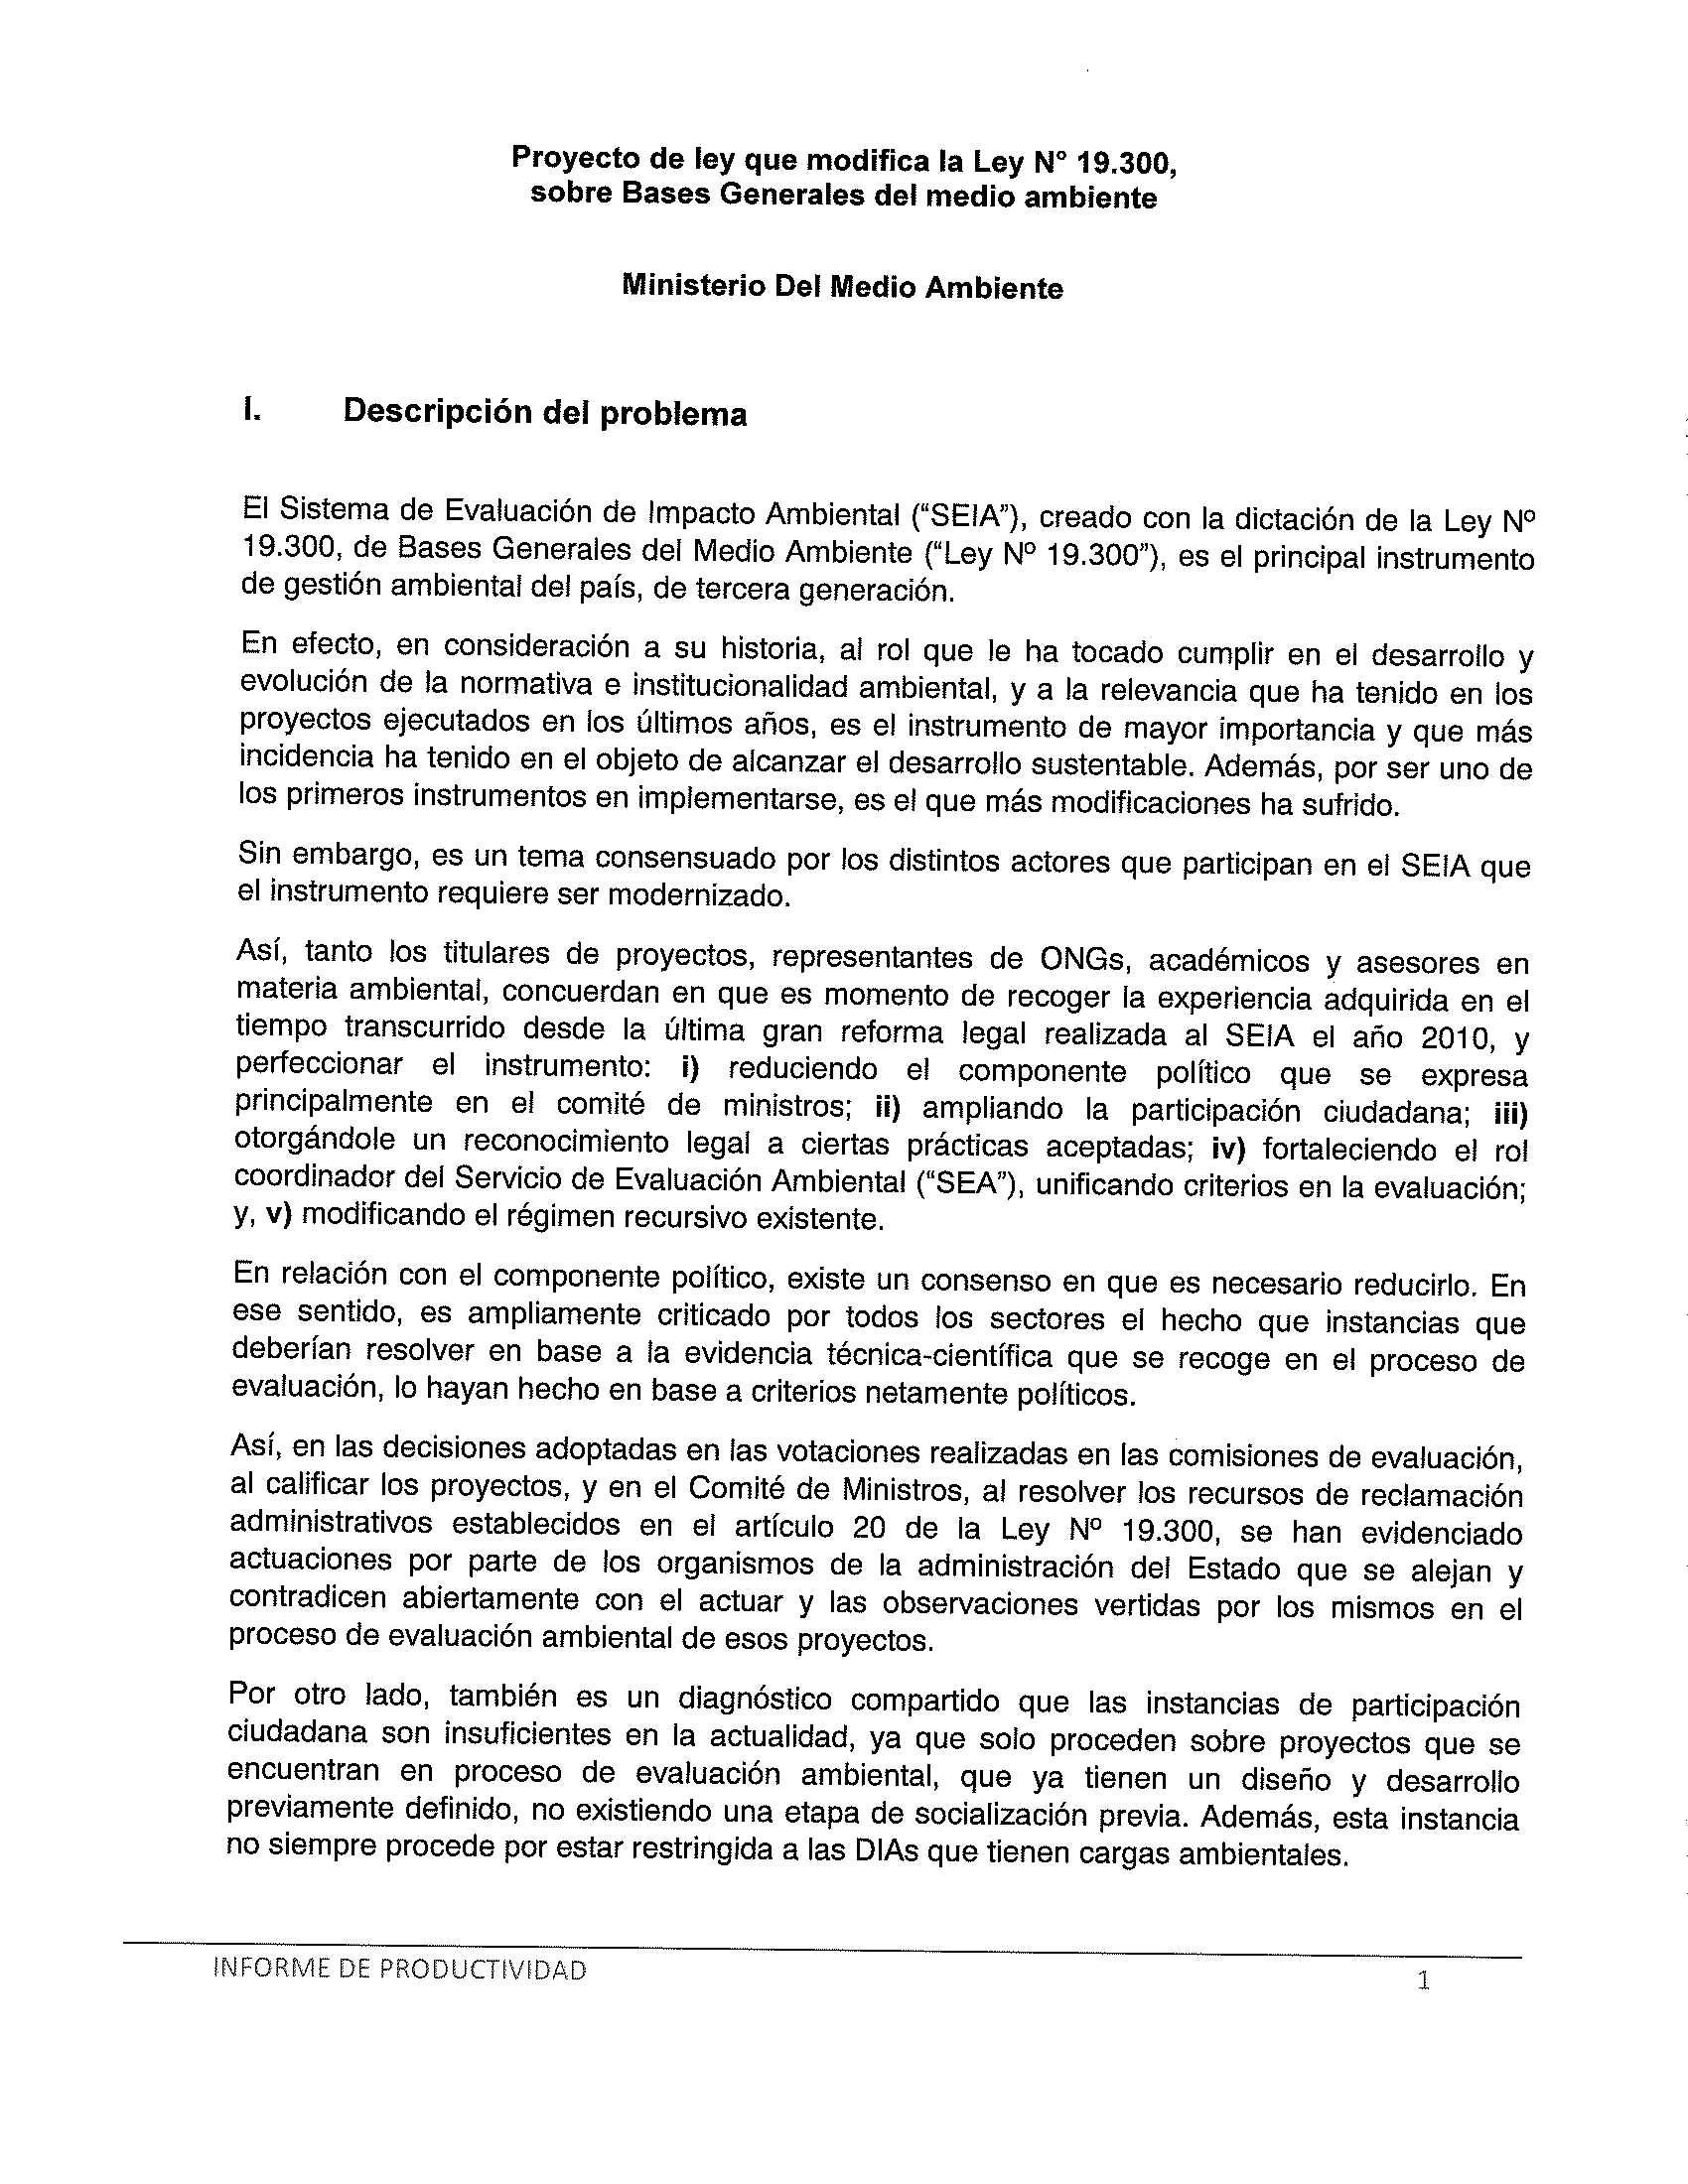 Proyecto de ley que modifica la Ley Nº 19.300,
sobre Bases Generales del medio ambiente
Ministerio Del Medio Ambiente
I. Descripción del problema
El Sistema de Evaluación de Impacto Ambiental (“SEIA”), creado con la dictación de la Ley Nº
19.300, de Bases Generales del Medio Ambiente (“Ley Nº 19.300”), es el principal instrumento
de gestión ambiental del país, de tercera generación.
En efecto, en consideración a su historia, al rol que le ha tocado cumplir en el desarrollo y
evolución de la normativa e institucionalidad ambiental, y a la relevancia que ha tenido en los
proyectos ejecutados en los últimos años, es el instrumento de mayor importancia y que más
incidencia ha tenido en el objeto de alcanzar el desarrollo sustentable. Además, por ser uno de
los primeros instrumentos en implementarse, es el que más modificaciones ha sufrido.
Sin embargo, es un tema consensuado por los distintos actores que participan en el SEIA que
el instrumento requiere ser modernizado.
Así, tanto los titulares de proyectos, representantes de ONGs, académicos y asesores en
materia ambiental, concuerdan en que es momento de recoger la experiencia adquirida en el
tiempo transcurrido desde la última gran reforma legal realizada al SEIA el año 2010, y
perfeccionar el instrumento: i) reduciendo el componente político que se expresa
principalmente en el comité de ministros; ii) ampliando la participación ciudadana; iii)
otorgándole un reconocimiento legal a ciertas prácticas aceptadas; iv) fortaleciendo el rol
coordinador del Servicio de Evaluación Ambiental (“SEA”), unificando criterios en la evaluación;
y, v) modificando el régimen recursivo existente.
En relación con el componente político, existe un consenso en que es necesario reducirlo. En
ese sentido, es ampliamente criticado por todos los sectores el hecho que instancias que
deberían resolver en base a la evidencia técnica-científica que se recoge en el proceso de
evaluación, lo hayan hecho en base a criterios netamente políticos.
Así, en las decisiones adoptadas en las votaciones realizadas en las comisiones de evaluación,
al calificar los proyectos, y en el Comité de Ministros, al resolver los recursos de reclamación
administrativos establecidos en el artículo 20 de la Ley Nº 19.300, se han evidenciado
actuaciones por parte de los organismos de la administración del Estado que se alejan y
contradicen abiertamente con el actuar y las observaciones vertidas por los mismos en el
proceso de evaluación ambiental de esos proyectos.
Por otro lado, también es un diagnóstico compartido que las instancias de participación
ciudadana son insuficientes en la actualidad, ya que solo proceden sobre proyectos que se
encuentran en proceso de evaluación ambiental, que ya tienen un diseño y desarrollo
previamente definido, no existiendo una etapa de socialización previa. Además, esta instancia
no siempre procede por estar restringida a las DIAs que tienen cargas ambientales.
INFORME DE PRODUCTIVIDAD 1